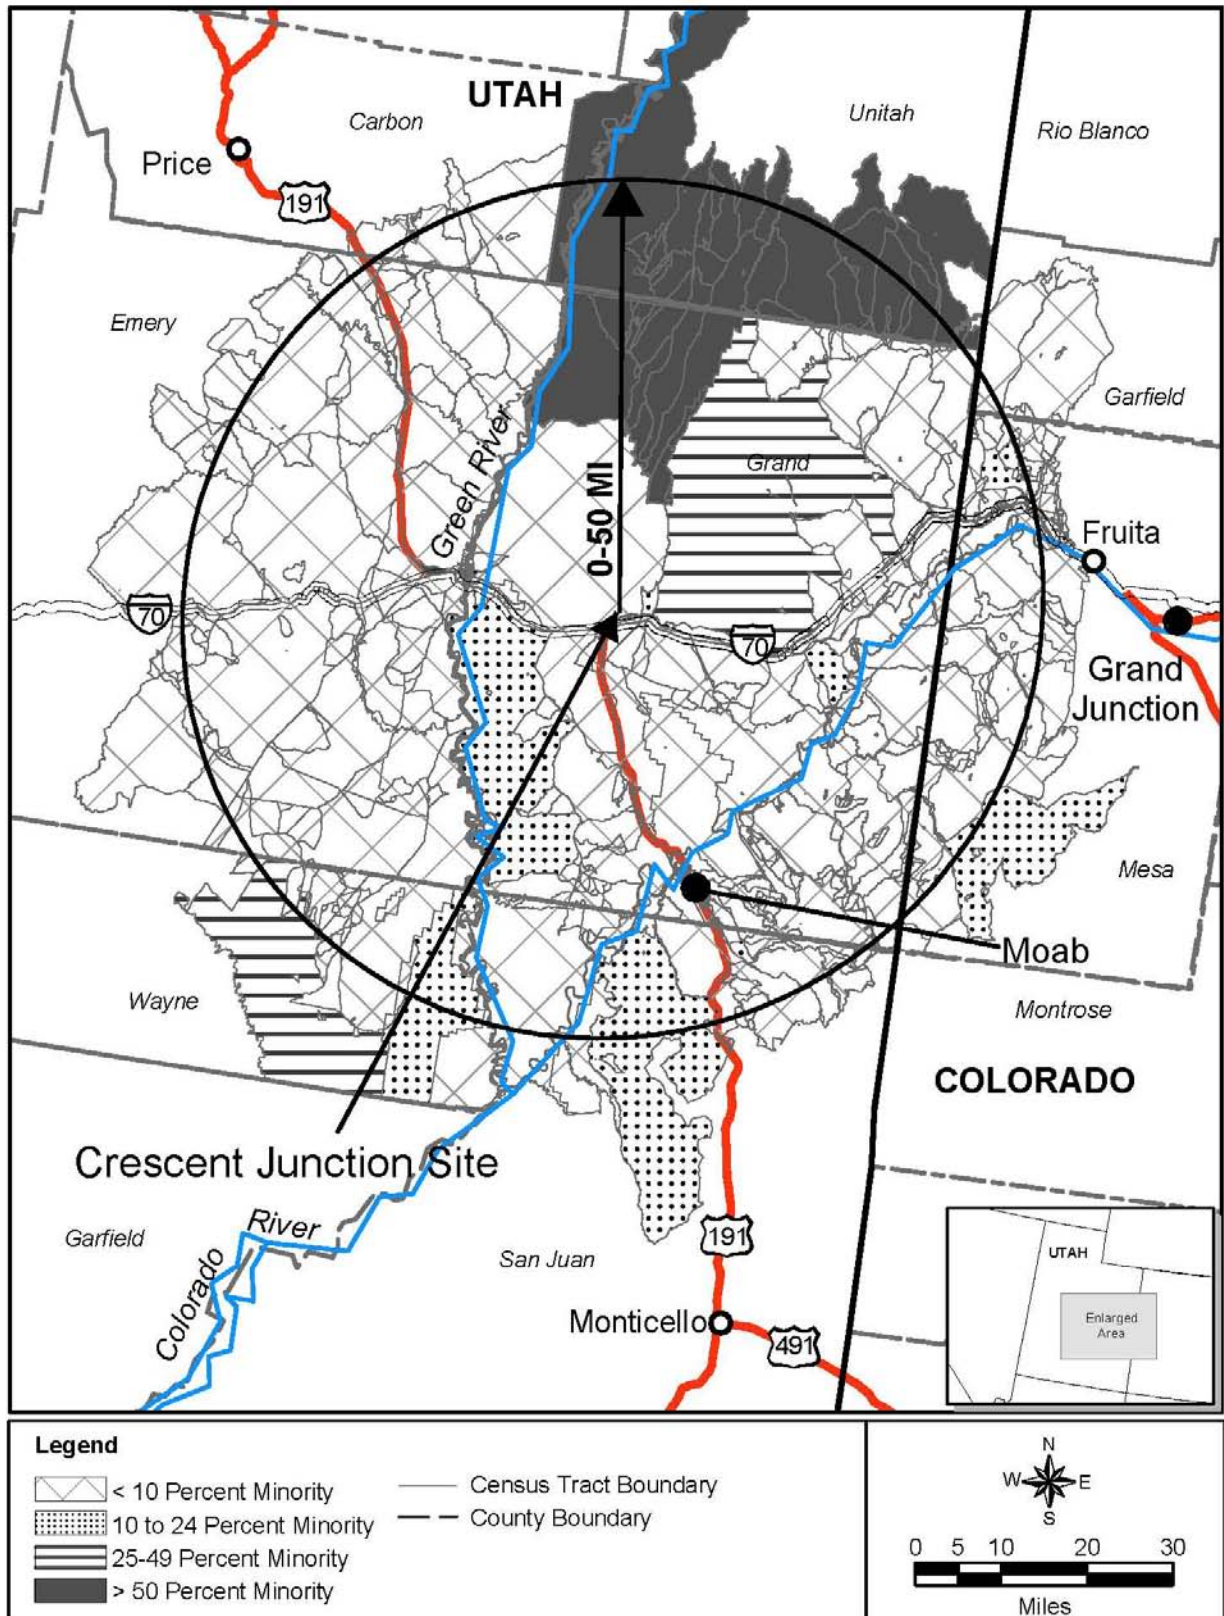 UTAH
Carbon
Unitah
Rio Blanco
Price
191
Emery
Garfield
Green River
0-50 MI
Grand
Fruita
70
70
Grand
Junction
Mesa
Moab
Wayne
Montrose
COLORADO
Crescent Junction Site
Garfield
Colorado River
San Juan
191
Monticello
491
UTAH
Enlarged
Area
Legend
< 10 Percent Minority
10 to 24 Percent Minority
25-49 Percent Minority
> 50 Percent Minority
Census Tract Boundary
County Boundary
N
W E
S
0 5 10 20 30
Miles